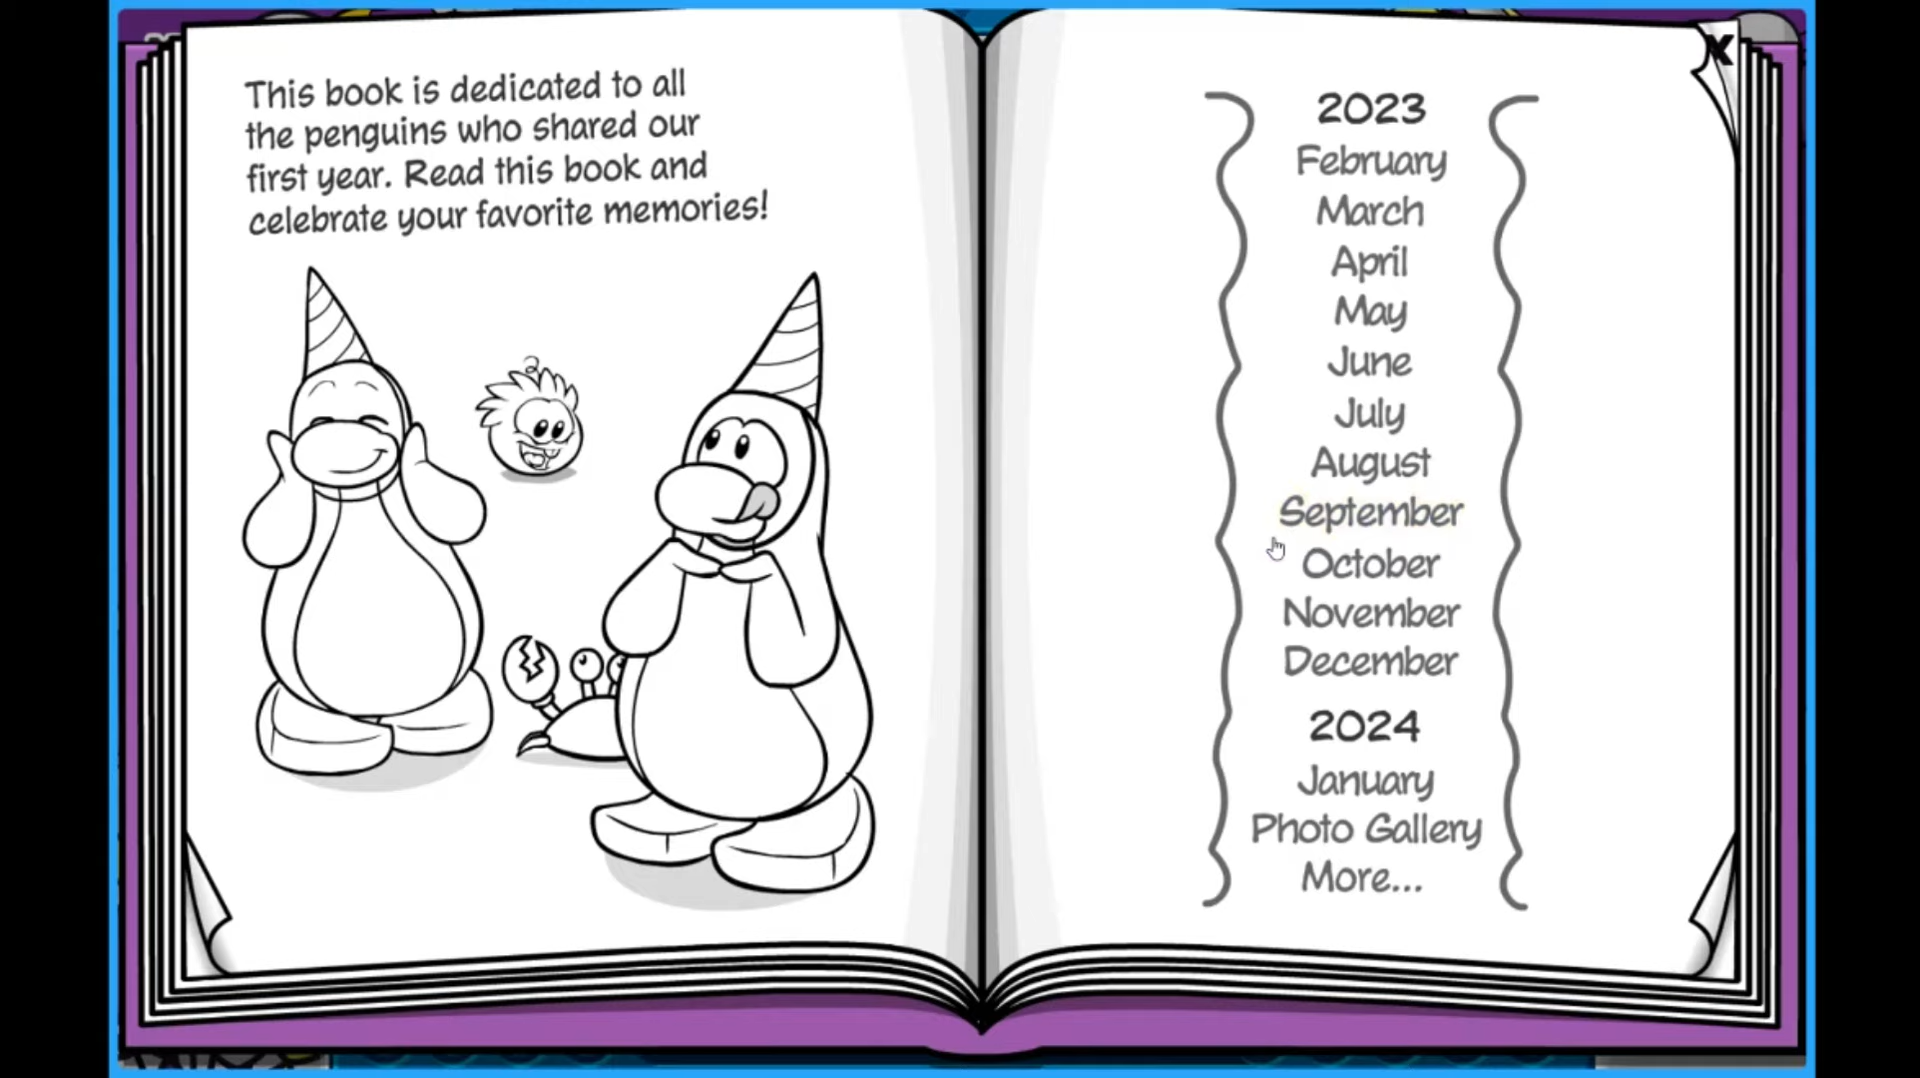 This book is dedicated to all
the penguins who shared our
first year. Read this book and
celebrate your favorite memories!
X
2023
February
March
April
May
June
July
August
September
October
November
December
2024
January
Photo Gallery
More...